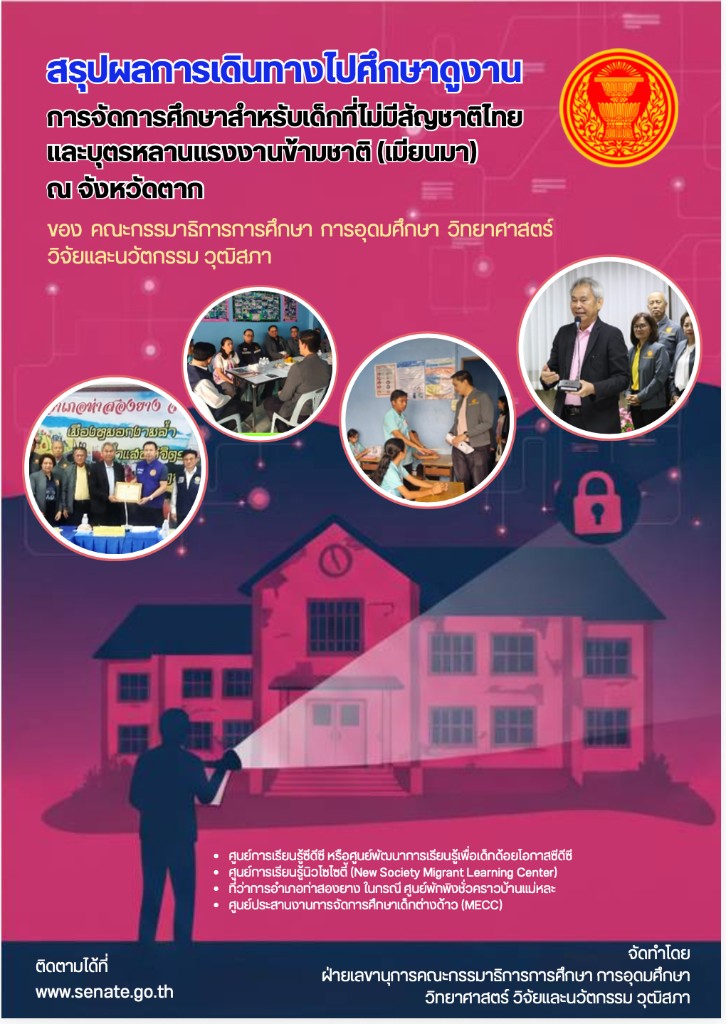 สรุปผลการเดินทางไปศึกษาดูงาน
การจัดการศึกษาสำหรับเด็กที่ไม่มีสัญชาติไทย
และบุตรหลานแรงงานข้ามชาติ (เมียนมา)
ณ จังหวัดตาก
ของ คณะกรรมาธิการการศึกษา การอุดมศึกษา วิทยาศาสตร์
วิจัยและนวัตกรรม วุฒิสภา
เมืองหมอกงามล้ำ
• ศูนย์การเรียนรู้ซีดีซี หรือศูนย์พัฒนาการเรียนรู้เพื่อเด็กด้อยโอกาสซีดีซี
• ศูนย์การเรียนรู้นิวโซไซตี้ (New Society Migrant Learning Center)
• ที่ว่าการอำเภอท่าสองยาง ในกรณี ศูนย์พักพิงชั่วคราวบ้านแม่หละ
• ศูนย์ประสานงานการจัดการศึกษาเด็กต่างด้าว (MECC)
ติดตามได้ที่
www.senate.go.th
จัดทำโดย
ฝ่ายเลขานุการคณะกรรมาธิการการศึกษา การอุดมศึกษา
วิทยาศาสตร์ วิจัยและนวัตกรรม วุฒิสภา